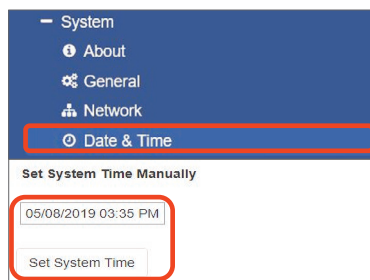 − System
About
General
Network
Date & Time
Set System Time Manually
05/08/2019 03:35 PM
Set System Time